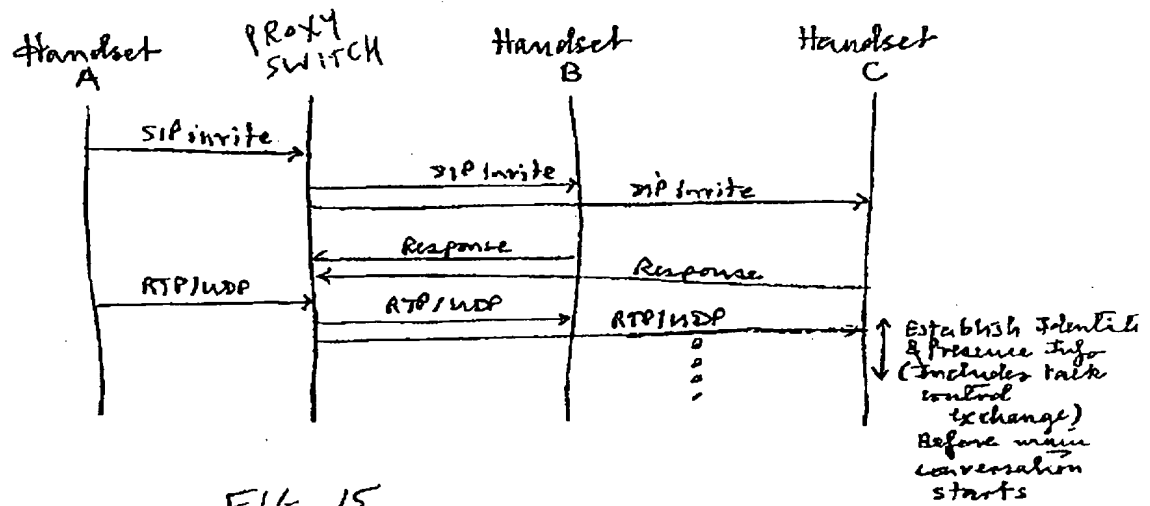 Handset
A
PROXY
SWITCH
Handset
B
Handset
C
SIP invite
SIP Invite
SIP Invite
Response
Response
RTP/UDP
RTP/UDP
RTP/UDP
Establish Identity
& Presence Info
(Includes talk
control
exchange)
Before main
conversation
starts
FIG. 15